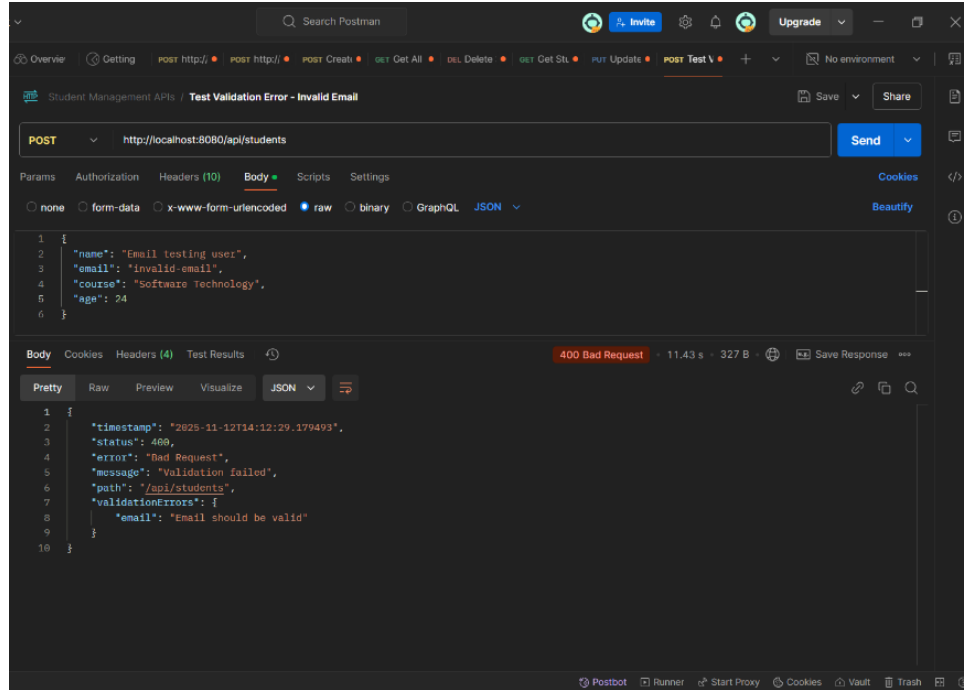 Search Postman
Invite
Upgrade
Overvie
Getting
POST http:/
POST http:/
POST Creat
GET Get All
DEL Delete
GET Get Stu
PUT Update
POST Test V
No environment
Student Management APIs / Test Validation Error - Invalid Email
Save
Share
POST
http://localhost:8080/api/students
Send
Params Authorization Headers (10) Body Scripts Settings
Cookies
none form-data x-www-form-urlencoded raw binary GraphQL JSON
Beautify
1 {
2 "name": "Email testing user",
3 "email": "invalid-email",
4 "course": "Software Technology",
5 "age": 24
6 }
Body Cookies Headers (4) Test Results
400 Bad Request 11.43 s 327 B
Save Response
Pretty Raw Preview Visualize JSON
1 {
2 "timestamp": "2025-11-12T14:12:29.179493",
3 "status": 400,
4 "error": "Bad Request",
5 "message": "Validation failed",
6 "path": "/api/students",
7 "validationErrors": {
8 "email": "Email should be valid"
9 }
10 }
Postbot Runner Start Proxy Cookies Vault Trash